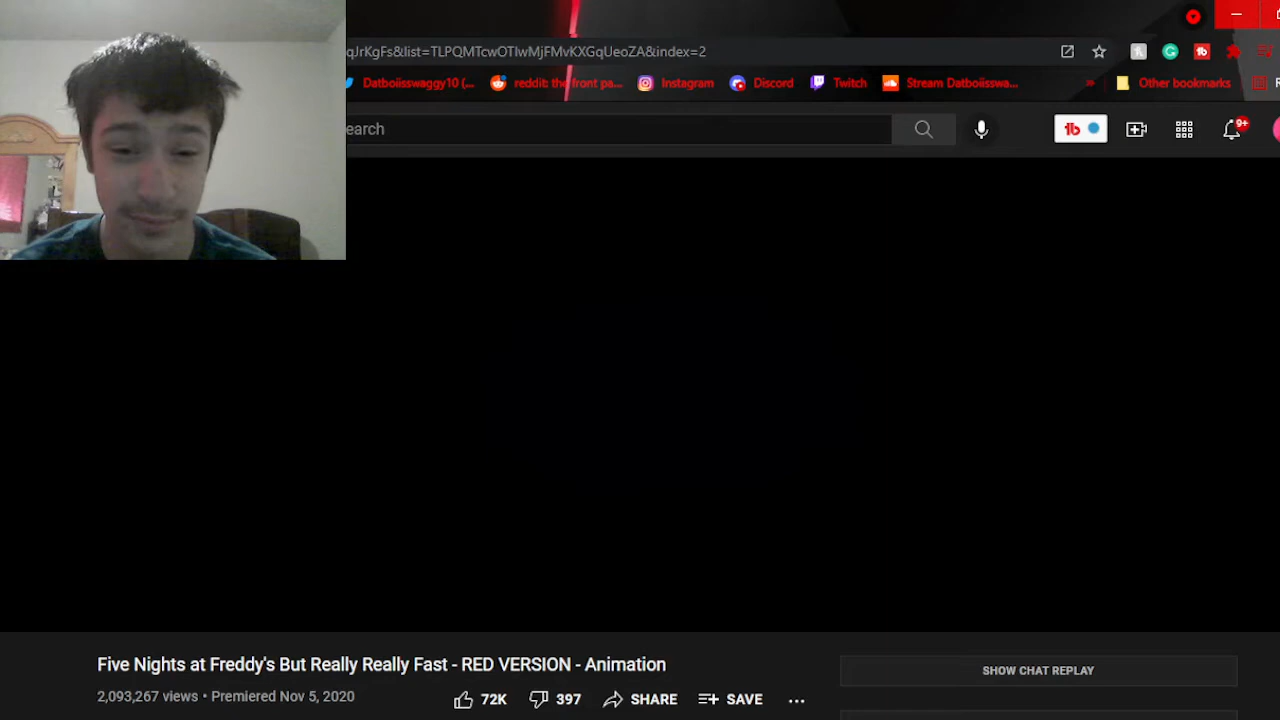 qJrKgFs&list=TLPQMTcwOTIwMjFMvKXGqUeoZA&index=2
Datboiisswaggy10 (... reddit: the front pa... Instagram Discord Twitch Stream Datboiisswa... » Other bookmarks R
earch 9+
Five Nights at Freddy's But Really Really Fast - RED VERSION - Animation
2,093,267 views • Premiered Nov 5, 2020
72K 397 SHARE SAVE ...
SHOW CHAT REPLAY